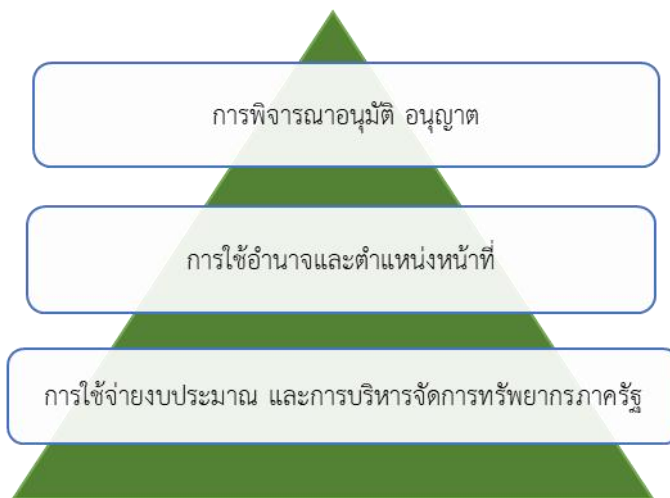 การพิจารณาอนุมัติ อนุญาต
การใช้อำนาจและตำแหน่งหน้าที่
การใช้จ่ายงบประมาณ และการบริหารจัดการทรัพยากรภาครัฐ